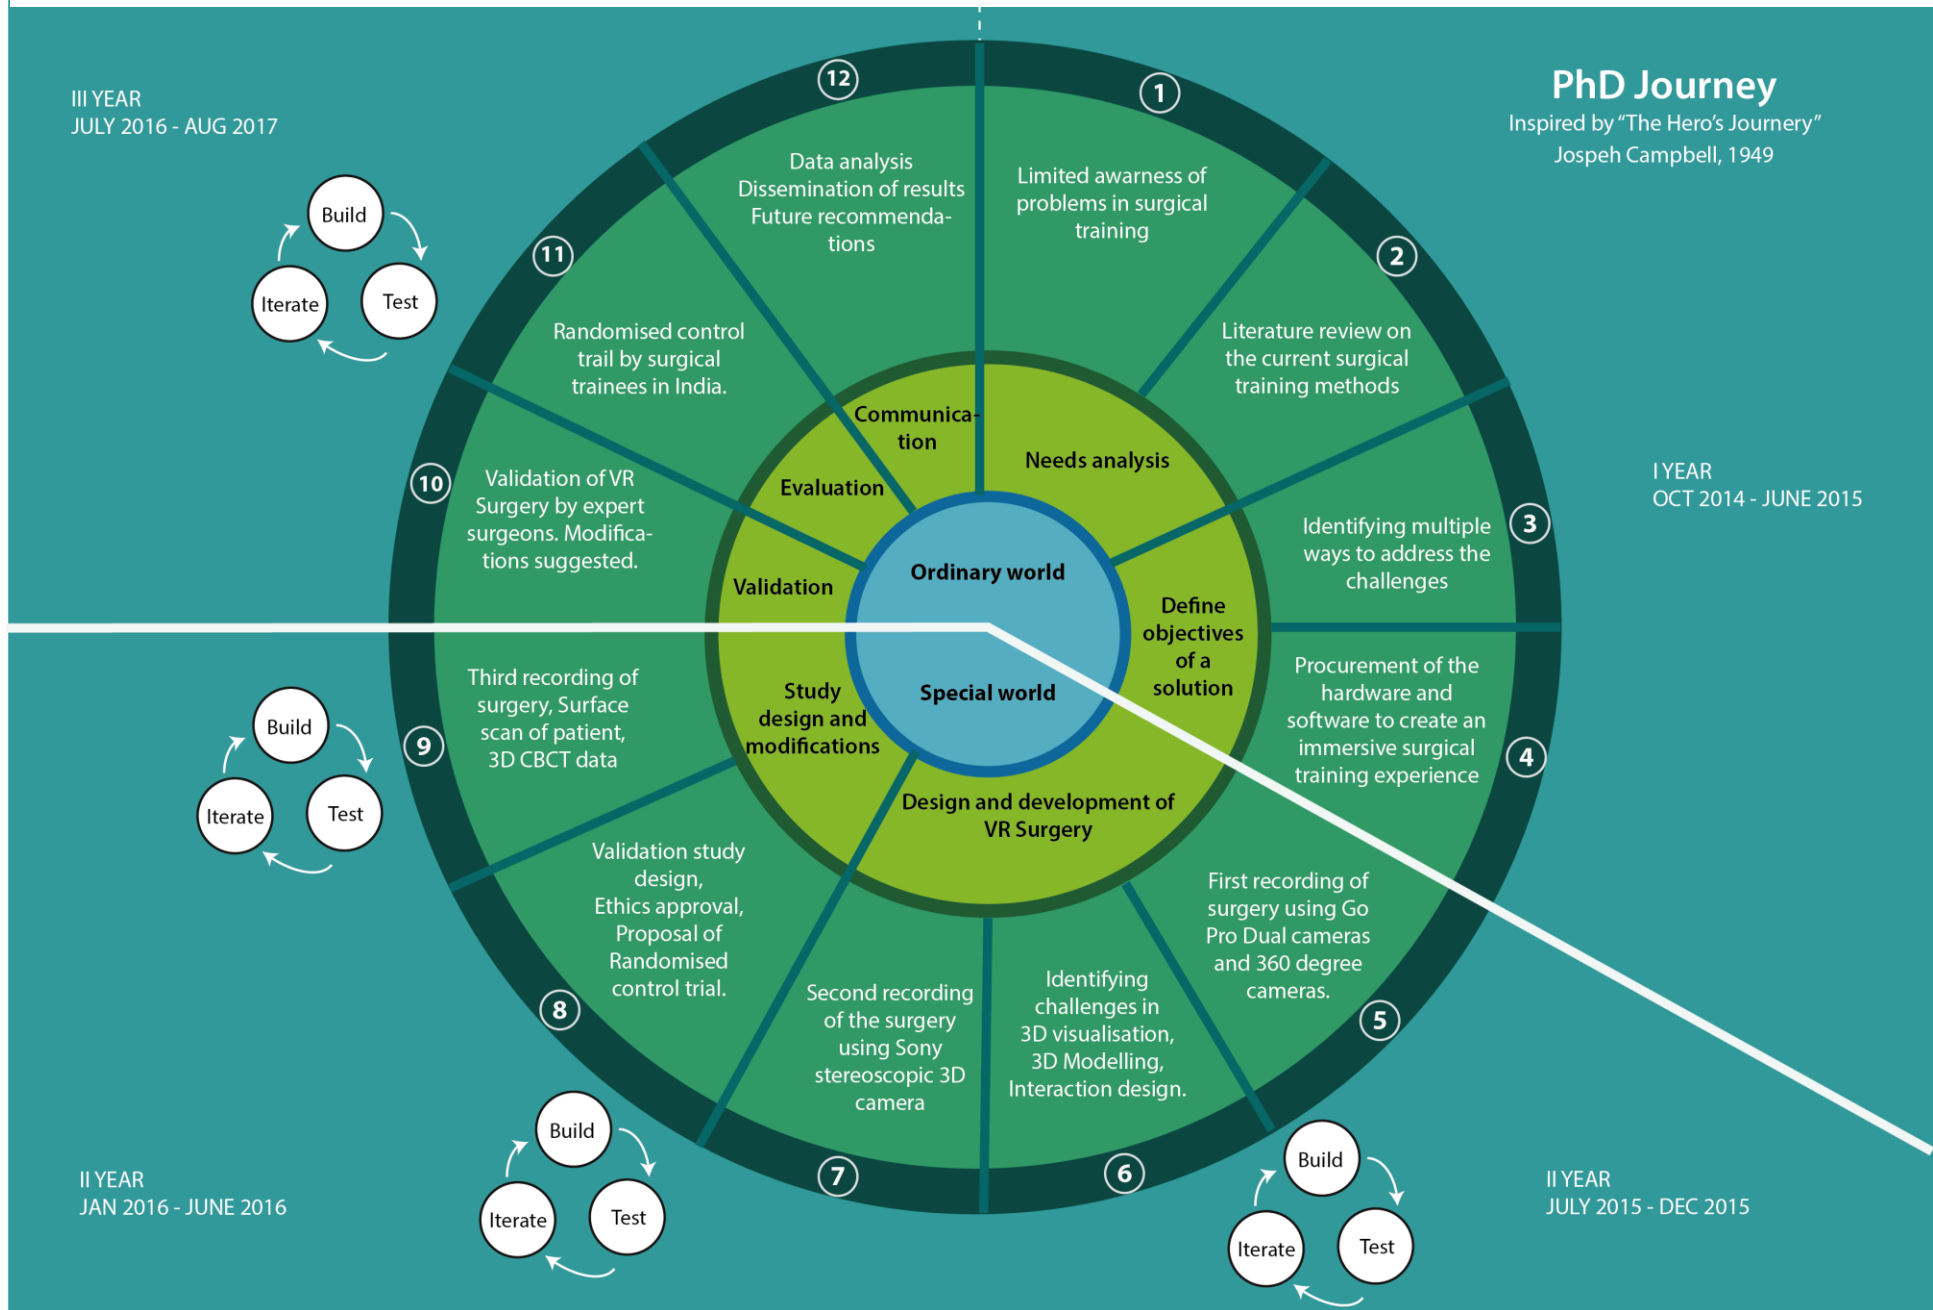 PhD Journey
Inspired by “The Hero’s Journery”
Jospeh Campbell, 1949
III YEAR
JULY 2016 - AUG 2017
I YEAR
OCT 2014 - JUNE 2015
II YEAR
JULY 2015 - DEC 2015
II YEAR
JAN 2016 - JUNE 2016
1
Limited awarness of
problems in surgical
training
2
Literature review on
the current surgical
training methods
3
Identifying multiple
ways to address the
challenges
4
Procurement of the
hardware and
software to create an
immersive surgical
training experience
5
First recording of
surgery using Go
Pro Dual cameras
and 360 degree
cameras.
6
Identifying
challenges in
3D visualisation,
3D Modelling,
Interaction design.
7
Second recording
of the surgery
using Sony
stereoscopic 3D
camera
8
Validation study
design,
Ethics approval,
Proposal of
Randomised
control trial.
9
Third recording of
surgery, Surface
scan of patient,
3D CBCT data
10
Validation of VR
Surgery by expert
surgeons. Modifica-
tions suggested.
11
Randomised control
trail by surgical
trainees in India.
12
Data analysis
Dissemination of results
Future recommenda-
tions
Needs analysis
Define
objectives
of a
solution
Design and development of
VR Surgery
Study
design and
modifications
Validation
Evaluation
Communica-
tion
Ordinary world
Special world
Build
Test
Iterate
Build
Test
Iterate
Build
Test
Iterate
Build
Test
Iterate